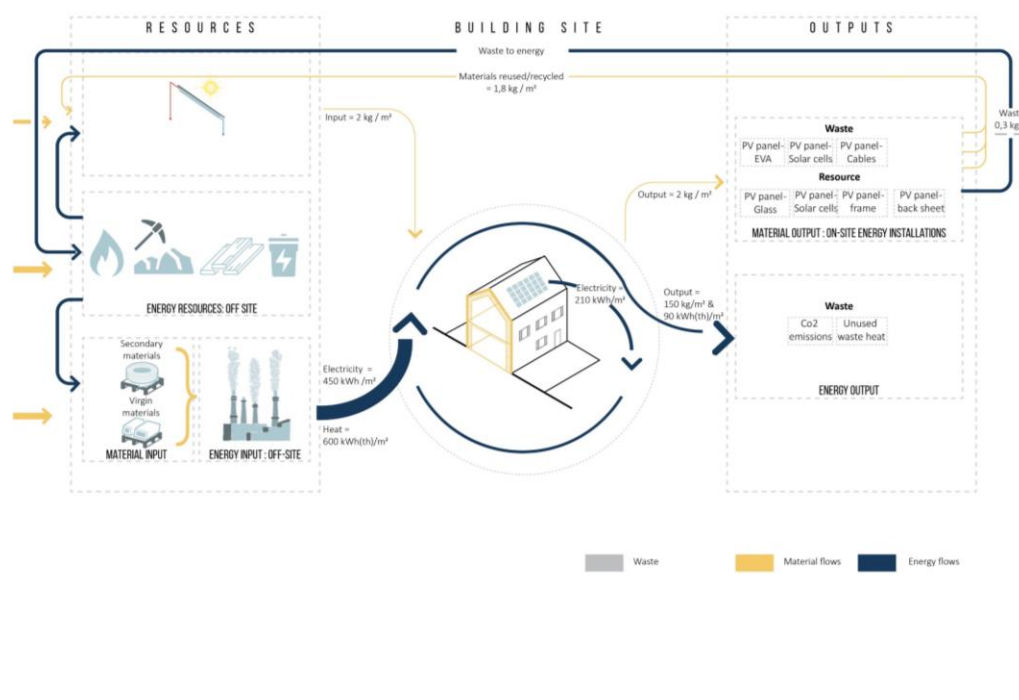 RESOURCES
BUILDING SITE
OUTPUTS
Waste to energy
Materials reused/recycled
= 1,8 kg / m²
Input = 2 kg / m²
Waste
0,3 kg
Waste
PV panel-
EVA
PV panel-
Solar cells
PV panel-
Cables
Resource
PV panel-
Glass
PV panel-
Solar cells
PV panel-
frame
PV panel-
back sheet
MATERIAL OUTPUT : ON-SITE ENERGY INSTALLATIONS
Output = 2 kg / m²
ENERGY RESOURCES: OFF SITE
Electricity =
210 kWh/m²
Output =
150 kg/m² &
90 kWh(th)/m²
Waste
Co2
emissions
Unused
waste heat
ENERGY OUTPUT
Secondary
materials
Virgin
materials
MATERIAL INPUT
ENERGY INPUT : OFF-SITE
Electricity =
450 kWh /m²
Heat =
600 kWh(th)/m²
Waste
Material flows
Energy flows